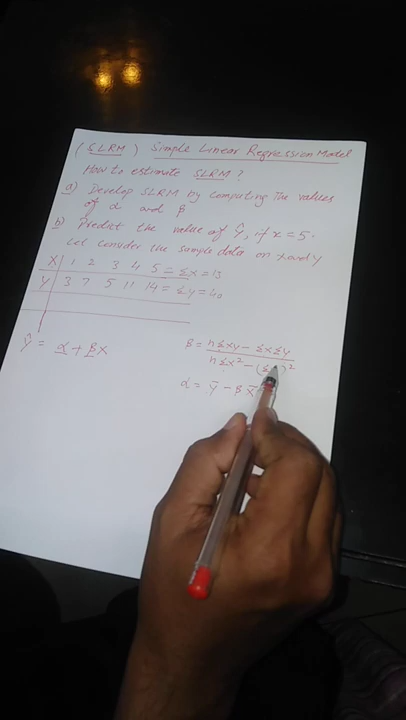 (SLRM) Simple Linear Regression Model
How to estimate SLRM?
a) Develop SLRM by computing The values
of α and β
b) Predict the value of Ŷ, if x = 5.
Let consider the sample data on x and y
X | 1 2 3 4 5 = Σx = 15
Y | 3 7 5 11 14 = Σy = 40
Ŷ = α + βx
β = nΣxy - ΣxΣy / nΣx² - (Σx)²
α = ȳ - βx̄